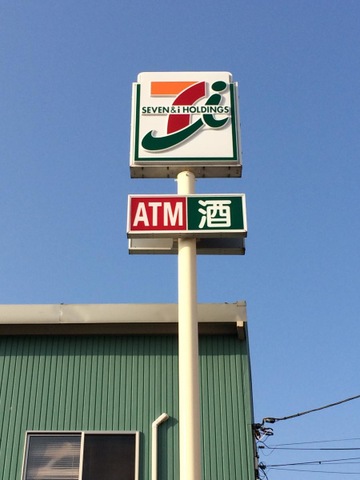 7i
SEVEN & i HOLDINGS
ATM 酒